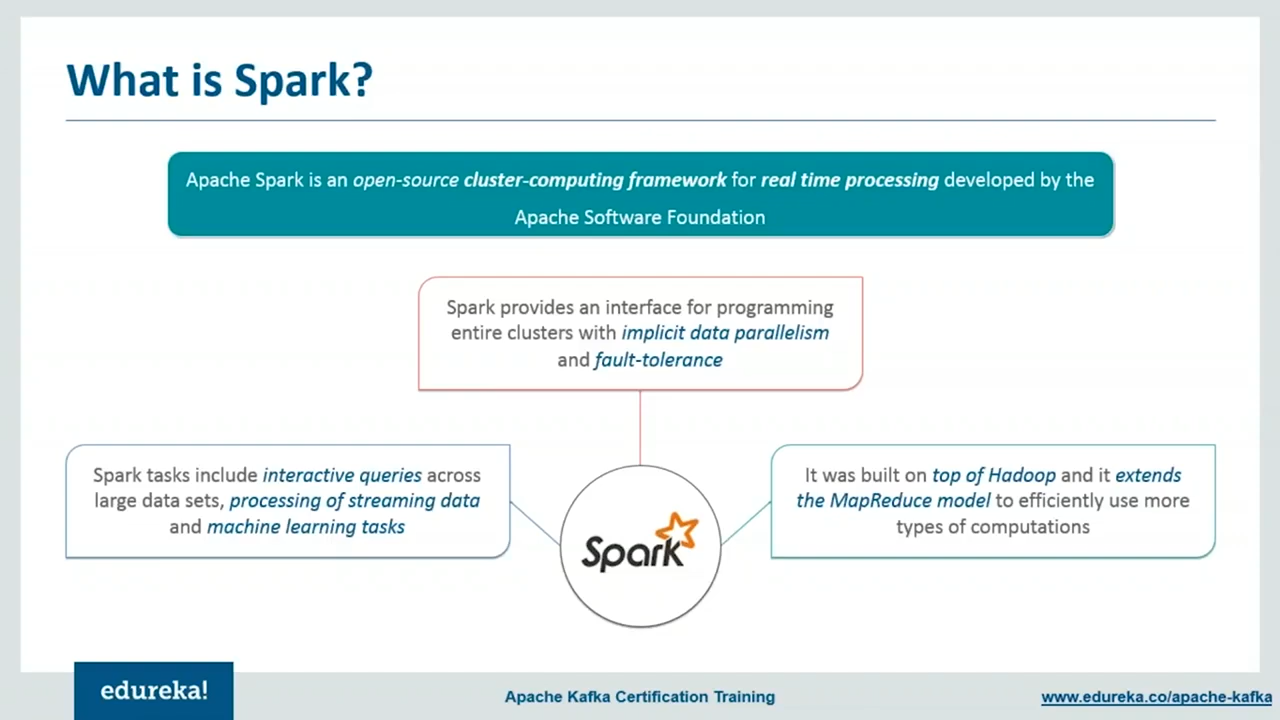 What is Spark?
Apache Spark is an open-source cluster-computing framework for real time processing developed by the
Apache Software Foundation
Spark provides an interface for programming
entire clusters with implicit data parallelism
and fault-tolerance
Spark tasks include interactive queries across
large data sets, processing of streaming data
and machine learning tasks
It was built on top of Hadoop and it extends
the MapReduce model to efficiently use more
types of computations
Spark
edureka!
Apache Kafka Certification Training
www.edureka.co/apache-kafka